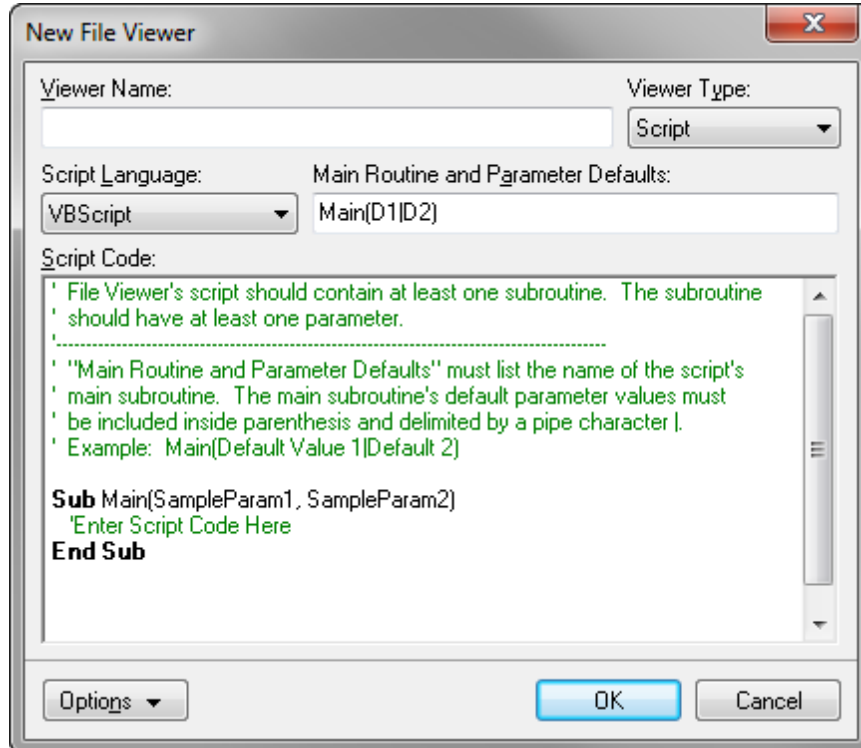 New File Viewer
Viewer Name:
Viewer Type:
Script
Script Language:
Main Routine and Parameter Defaults:
VBScript
Main(D1|D2)
Script Code:
' File Viewer's script should contain at least one subroutine.  The subroutine
' should have at least one parameter.
'------------------------------------------------------------------------------------
' "Main Routine and Parameter Defaults" must list the name of the script's
' main subroutine.  The main subroutine's default parameter values must
' be included inside parenthesis and delimited by a pipe character |.
' Example:  Main(Default Value 1|Default 2)
Sub Main(SampleParam1, SampleParam2)
'Enter Script Code Here
End Sub
Options
OK
Cancel